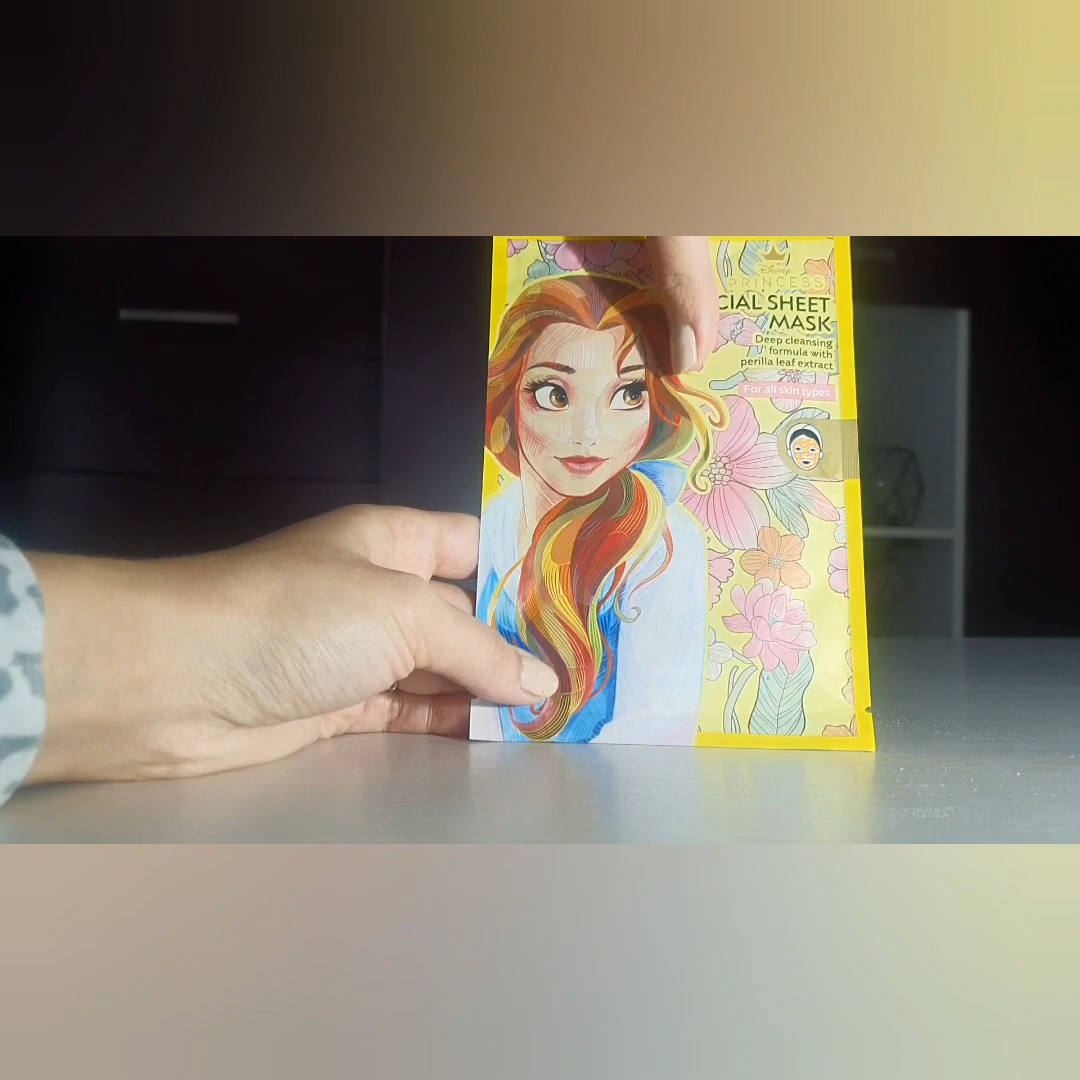 Disney
PRINCESS
CIAL SHEET
MASK
Deep cleansing
formula with
perilla leaf extract
For all skin types